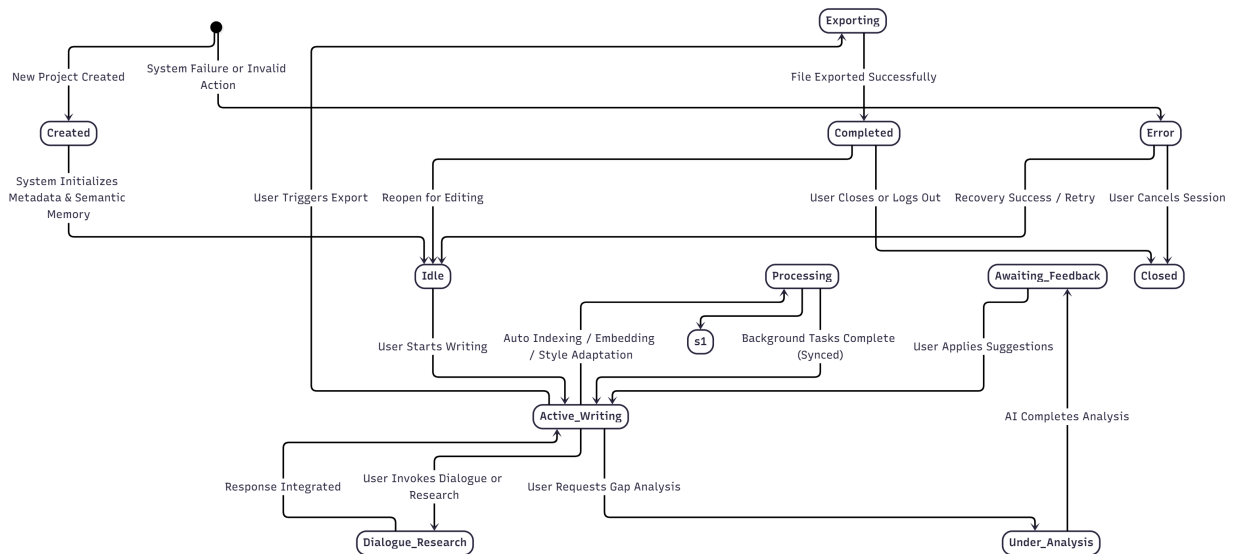 Exporting
New Project Created
System Failure or Invalid
Action
File Exported Successfully
Created
Completed
Error
System Initializes
Metadata & Semantic
Memory
User Triggers Export
Reopen for Editing
User Closes or Logs Out
Recovery Success / Retry
User Cancels Session
Idle
Processing
Awaiting_Feedback
Closed
User Starts Writing
Auto Indexing / Embedding
/ Style Adaptation
s1
Background Tasks Complete
(Synced)
User Applies Suggestions
Active_Writing
AI Completes Analysis
Response Integrated
User Invokes Dialogue or
Research
User Requests Gap Analysis
Dialogue_Research
Under_Analysis